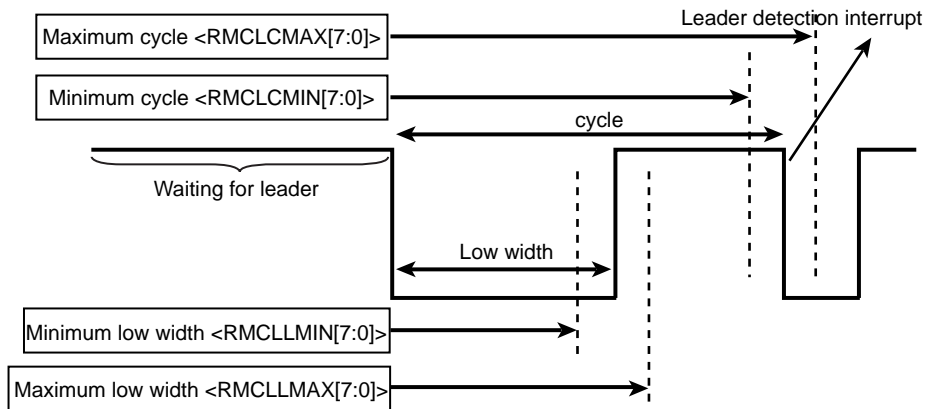 Leader detection interrupt
Maximum cycle <RMCLCMAX[7:0]>
Minimum cycle <RMCLCMIN[7:0]>
cycle
Waiting for leader
Low width
Minimum low width <RMCLLMIN[7:0]>
Maximum low width <RMCLLMAX[7:0]>